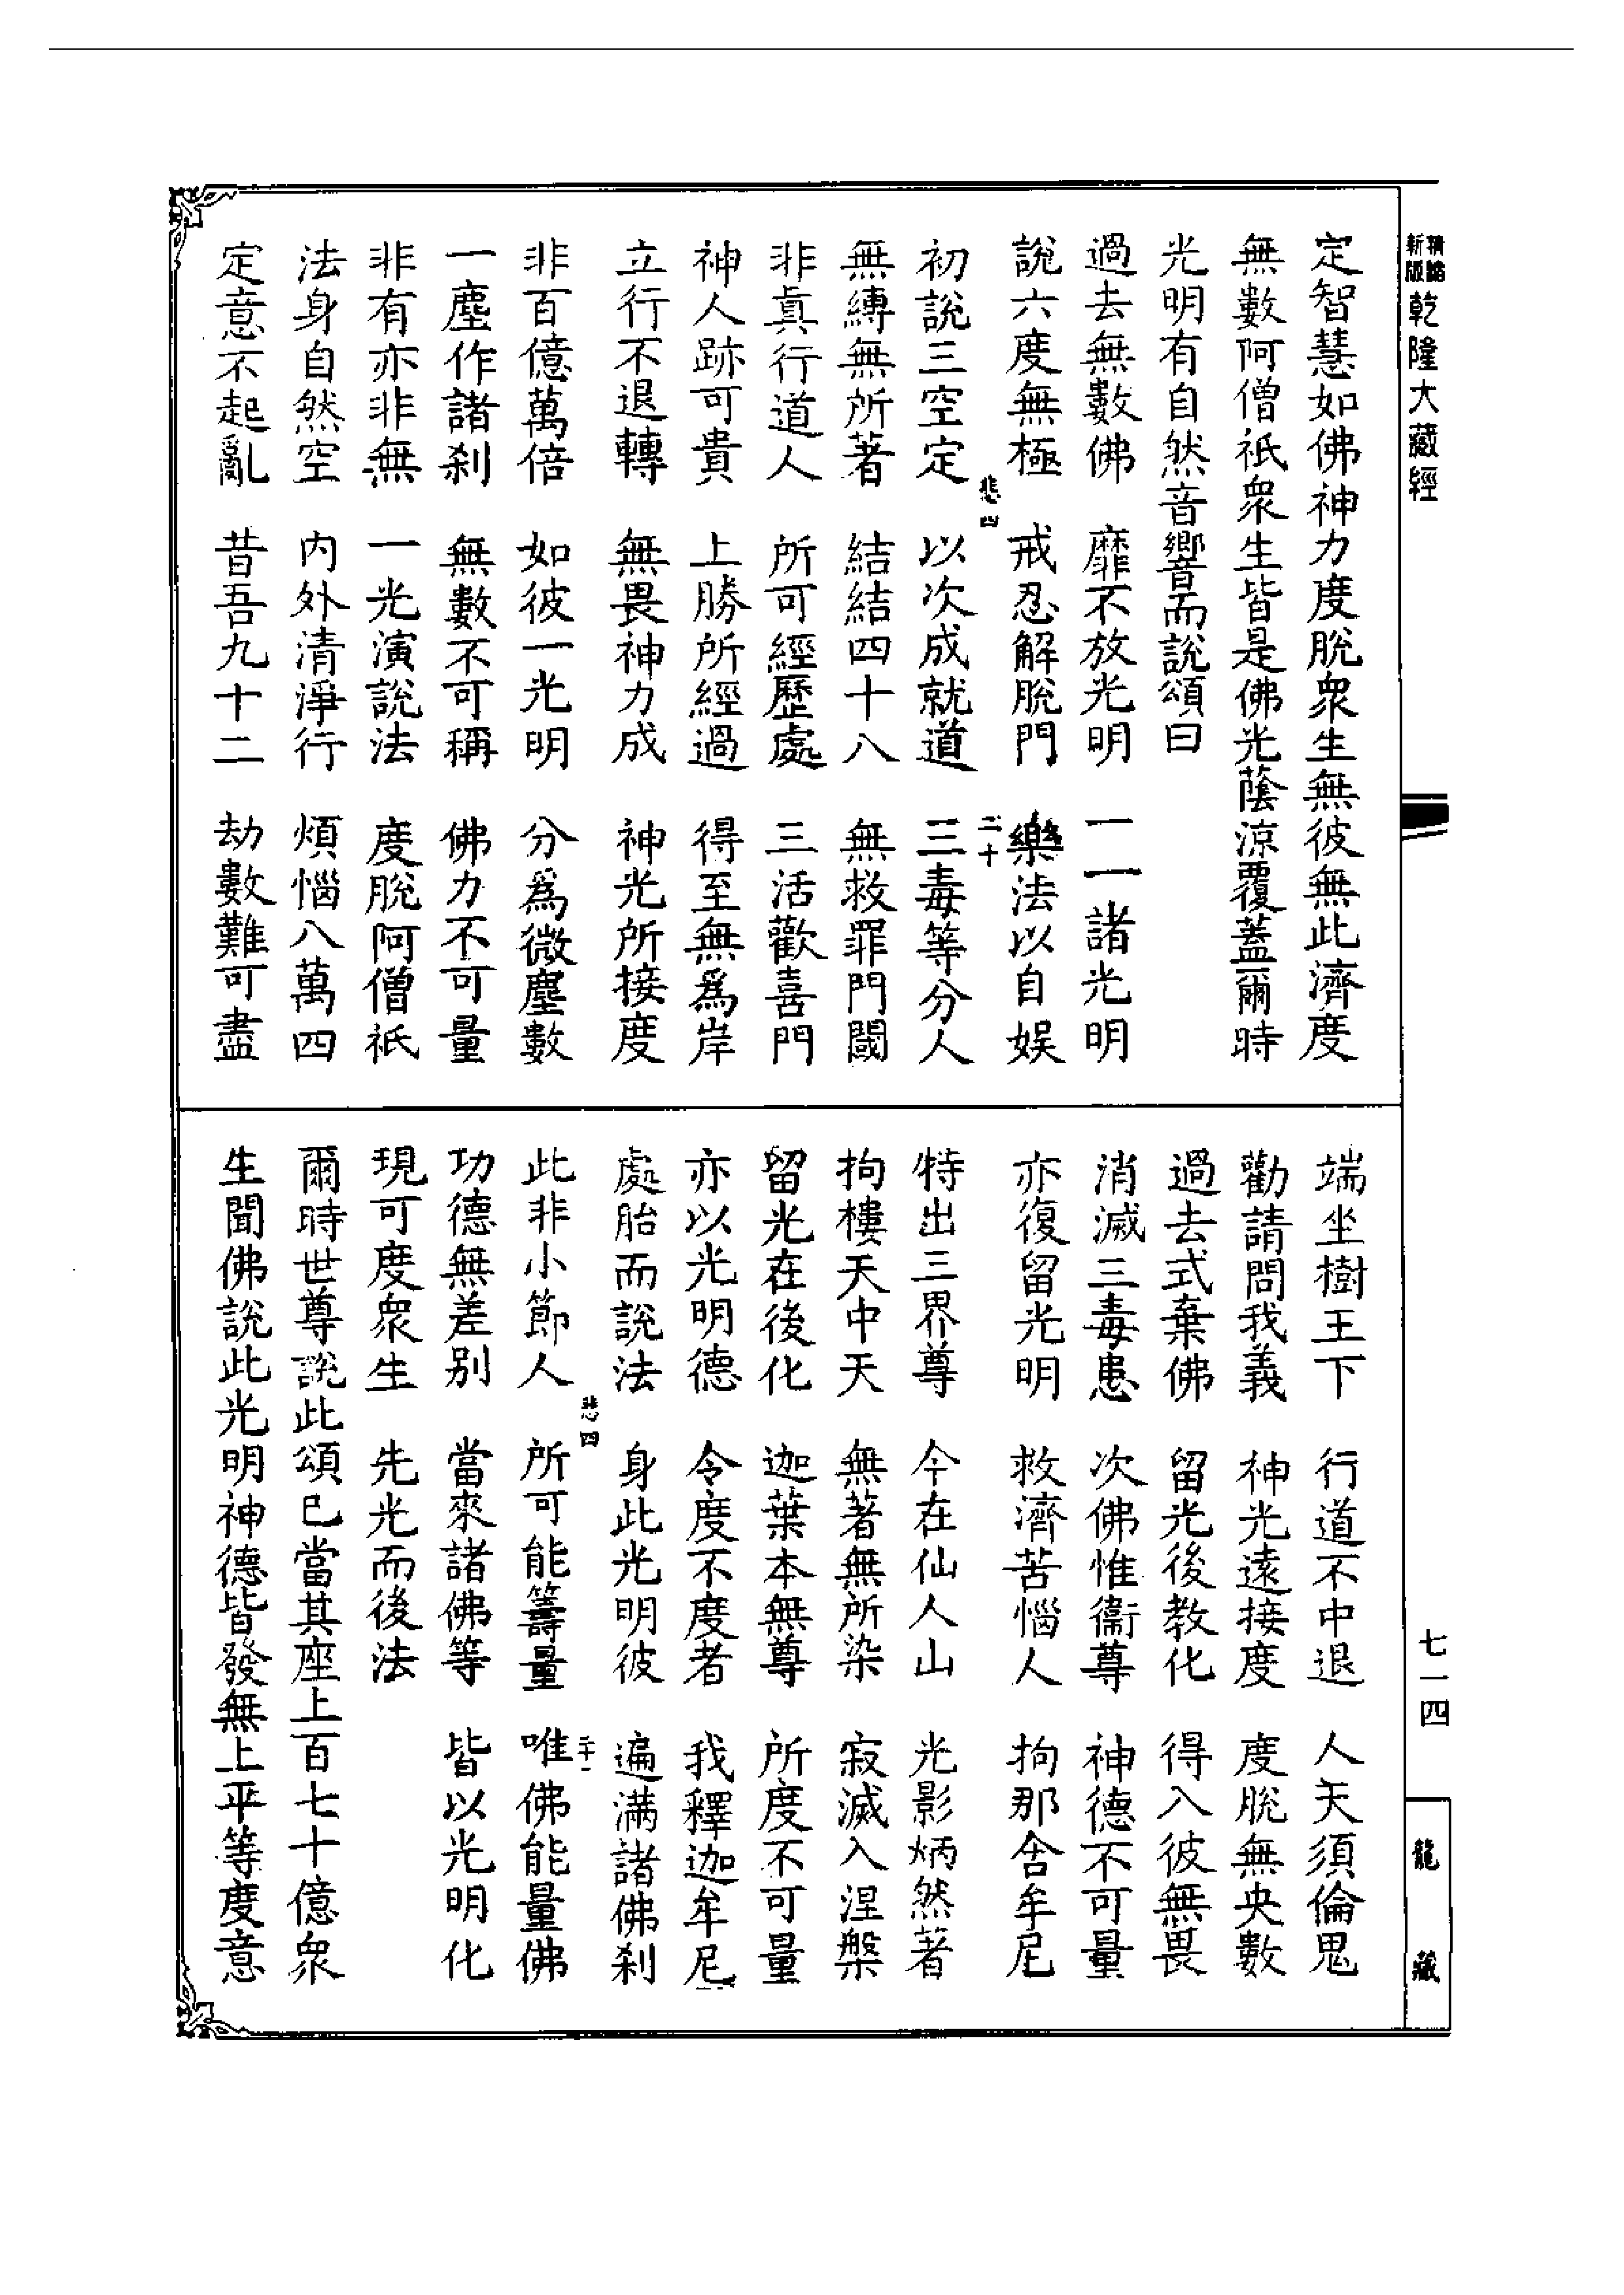 新版
精縮
乾隆大藏經
七一四
龍藏
定智慧如佛神力度脫眾生無彼無此濟度
無數阿僧祇眾生皆是佛光蔭涼覆蓋爾時
光明有自然音響而說頌曰
過去無數佛　靡不放光明　一一諸光明
說六度無極　戒忍解脫門　樂法以自娛
悲四　二十
初說三空定　以次成就道　三毒等分人
無縛無所著　結結四十八　無救罪門閾
非真行道人　所可經歷處　三活歡喜門
神人跡可貴　上勝所經過　得至無為岸
立行不退轉　無畏神力成　神光所接度
非百億萬倍　如彼一光明　分為微塵數
一塵作諸剎　無數不可稱　佛力不可量
非有亦非無　一光演說法　度脫阿僧祇
法身自然空　內外清淨行　煩惱八萬四
定意不起亂　昔吾九十二　劫數難可盡
端坐樹王下　行道不中退　人天須倫鬼
勸請問我義　神光遠接度　度脫無央數
過去式棄佛　留光後教化　得入彼無畏
消滅三毒患　次佛惟衞尊　神德不可量
亦復留光明　救濟苦惱人　拘那含牟尼
特出三界尊　今在仙人山　光影炳然著
拘樓天中天　無著無所染　寂滅入涅槃
留光在後化　迦葉本無尊　所度不可量
亦以光明德　令度不度者　我釋迦牟尼
處胎而說法　身此光明彼　遍滿諸佛剎
悲四　二十一
此非小節人　所可能籌量　唯佛能量佛
功德無差別　當來諸佛等　皆以光明化
現可度眾生　先光而後法
爾時世尊說此頌已當其座上百七十億眾
生聞佛說此光明神德皆發無上平等度意